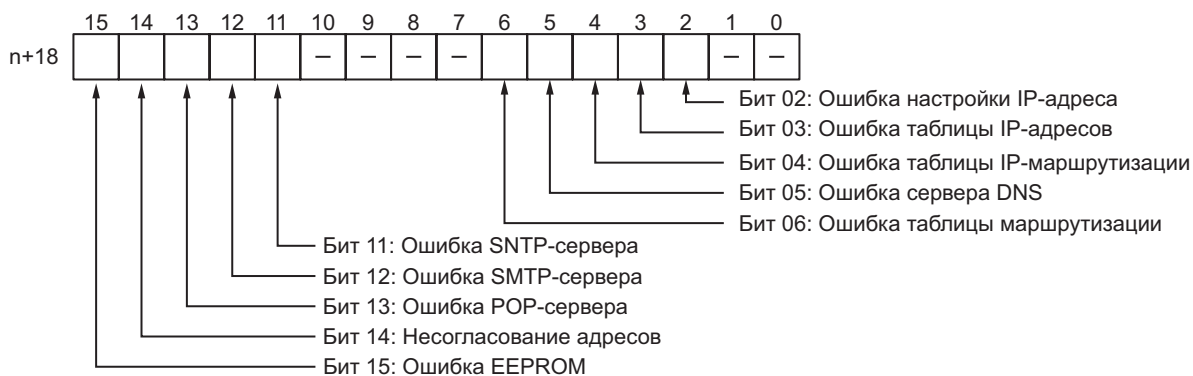 15 14 13 12 11 10 9 8 7 6 5 4 3 2 1 0
n+18 – – – – – –
Бит 02: Ошибка настройки IP-адреса
Бит 03: Ошибка таблицы IP-адресов
Бит 04: Ошибка таблицы IP-маршрутизации
Бит 05: Ошибка сервера DNS
Бит 06: Ошибка таблицы маршрутизации
Бит 11: Ошибка SNTP-сервера
Бит 12: Ошибка SMTP-сервера
Бит 13: Ошибка POP-сервера
Бит 14: Несогласование адресов
Бит 15: Ошибка EEPROM